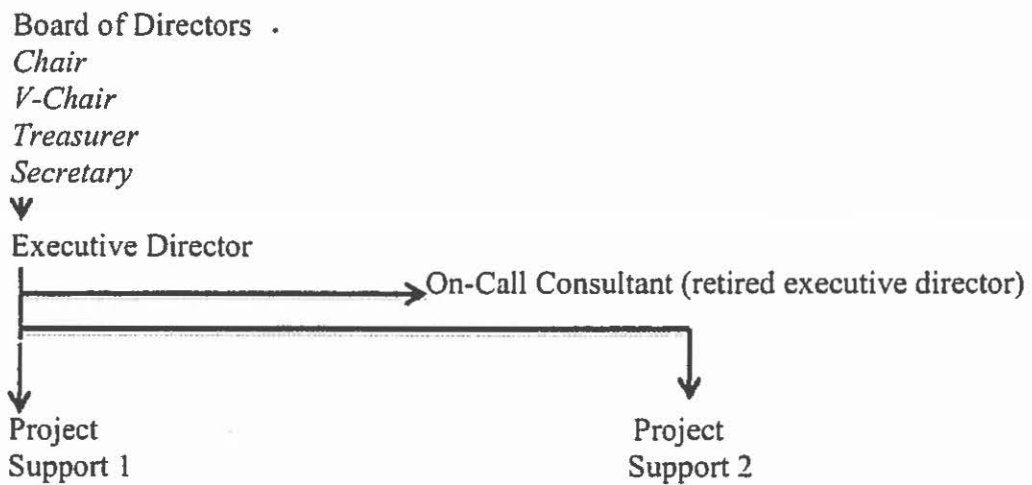 Board of Directors
Chair
V-Chair
Treasurer
Secretary
Executive Director
On-Call Consultant (retired executive director)
Project
Support 1
Project
Support 2